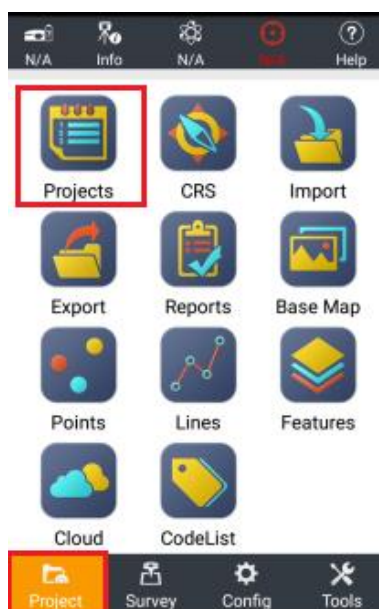 N/A Info N/A N/A Help
Projects CRS Import
Export Reports Base Map
Points Lines Features
Cloud CodeList
Project Survey Config Tools